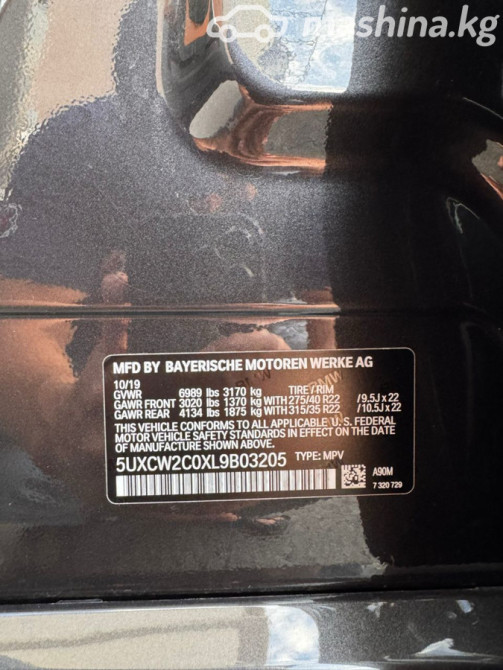 mашина.kg
MFD BY BAYERISCHE MOTOREN WERKE AG
10/19
GVWR 6989 lbs 3170 kg TIRE/RIM
GAWR FRONT 3020 lbs 1370 kg WITH 275/40 R22 /9.5J x 22
GAWR REAR 4134 lbs 1875 kg WITH 315/35 R22 /10.5J x 22
THIS VEHICLE CONFORMS TO ALL APPLICABLE U.S. FEDERAL
MOTOR VEHICLE SAFETY STANDARDS IN EFFECT ON THE
DATE OF MANUFACTURE SHOWN ABOVE.
5UXCW2C0XL9B03205 TYPE: MPV
A90M
7 320 729